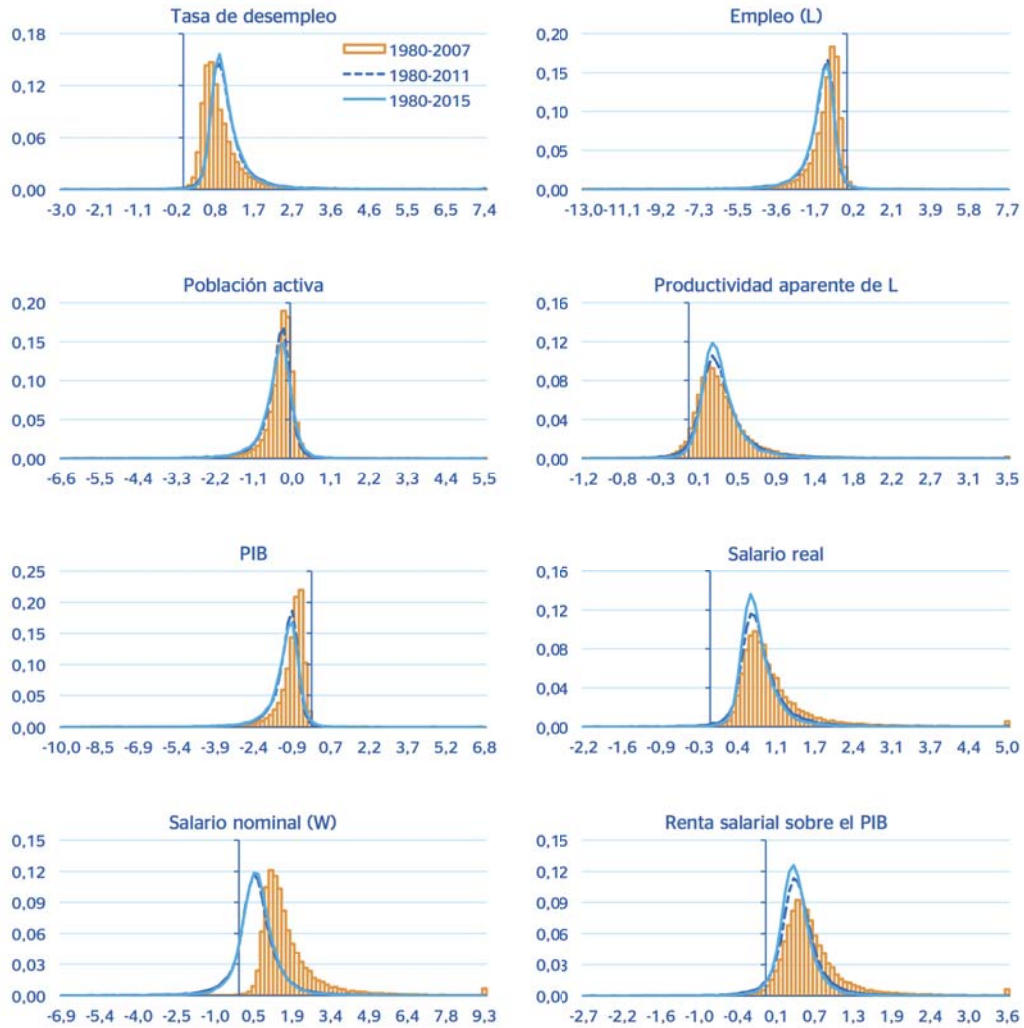 Tasa de desempleo
0,18
0,12
0,06
0,00
1980-2007
1980-2011
1980-2015
-3,0 -2,1 -1,1 -0,2 0,8 1,7 2,7 3,6 4,6 5,5 6,5 7,4
Empleo (L)
0,20
0,15
0,10
0,05
0,00
-13,0 -11,1 -9,2 -7,3 -5,5 -3,6 -1,7 0,2 2,1 3,9 5,8 7,7
Población activa
0,20
0,15
0,10
0,05
0,00
-6,6 -5,5 -4,4 -3,3 -2,2 -1,1 0,0 1,1 2,2 3,3 4,4 5,5
Productividad aparente de L
0,16
0,12
0,08
0,04
0,00
-1,2 -0,8 -0,3 0,1 0,5 0,9 1,4 1,8 2,2 2,7 3,1 3,5
PIB
0,25
0,20
0,15
0,10
0,05
0,00
-10,0 -8,5 -6,9 -5,4 -3,9 -2,4 -0,9 0,7 2,2 3,7 5,3 6,8
Salario real
0,16
0,12
0,08
0,04
0,00
-2,2 -1,6 -0,9 -0,3 0,4 1,1 1,7 2,4 3,1 3,7 4,4 5,0
Salario nominal (W)
0,15
0,12
0,09
0,06
0,03
0,00
-6,9 -5,4 -4,0 -2,5 -1,0 0,5 1,9 3,4 4,9 6,3 7,8 9,3
Renta salarial sobre el PIB
0,15
0,12
0,09
0,06
0,03
0,00
-2,7 -2,1 -1,6 -1,0 -0,4 0,1 0,7 1,3 1,9 2,4 3,0 3,6